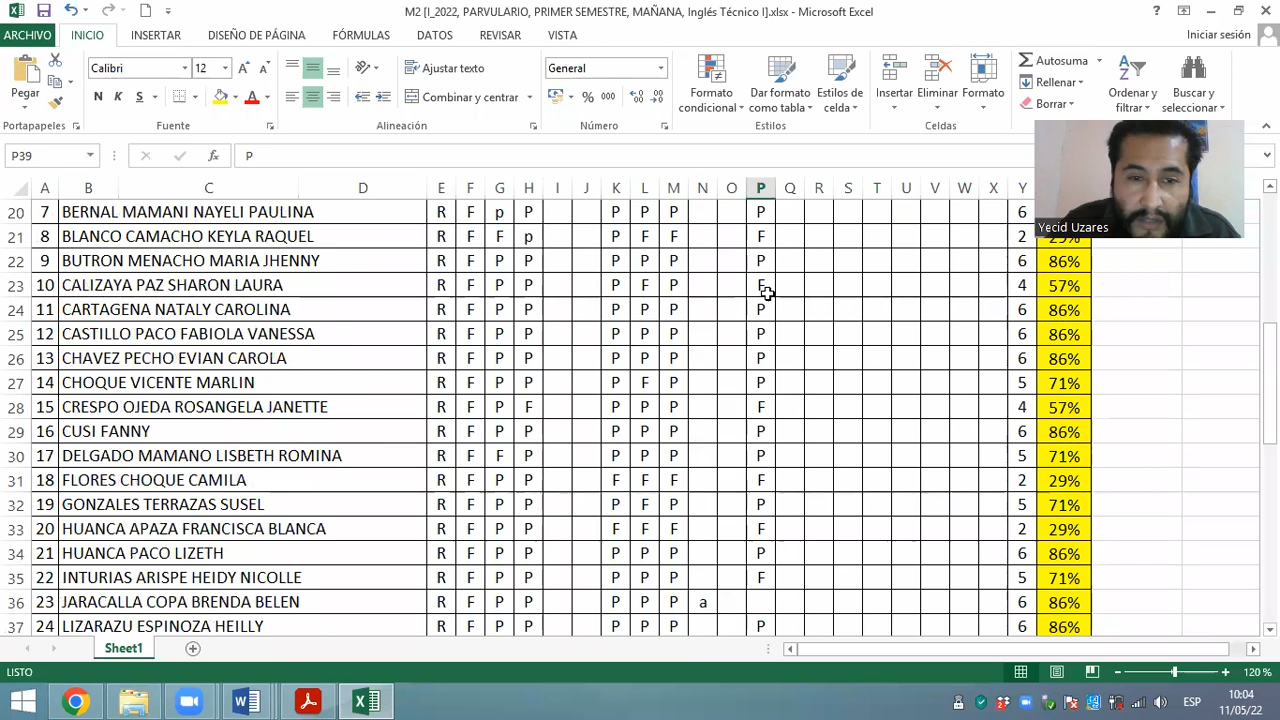 M2 [I_2022, PARVULARIO, PRIMER SEMESTRE, MAÑANA, Inglés Técnico I].xlsx - Microsoft Excel
ARCHIVO INICIO INSERTAR DISEÑO DE PÁGINA FÓRMULAS DATOS REVISAR VISTA Iniciar sesión
Pegar
Portapapeles
Calibri 12
N K S
Fuente
Ajustar texto
Combinar y centrar
Alineación
General
% 000
Número
Formato condicional
Dar formato como tabla
Estilos de celda
Estilos
Insertar Eliminar Formato
Celdas
Autosuma
Rellenar
Borrar
Ordenar y filtrar
Buscar y seleccionar
P39 fx P
Yecid Uzares
A B C D E F G H I J K L M N O P Q R S T U V W X Y
20 7 BERNAL MAMANI NAYELI PAULINA R F p P P P P P 6
21 8 BLANCO CAMACHO KEYLA RAQUEL R F F p P F F F 2 29%
22 9 BUTRON MENACHO MARIA JHENNY R F P P P P P P 6 86%
23 10 CALIZAYA PAZ SHARON LAURA R F P P P F P F 4 57%
24 11 CARTAGENA NATALY CAROLINA R F P P P P P P 6 86%
25 12 CASTILLO PACO FABIOLA VANESSA R F P P P P P P 6 86%
26 13 CHAVEZ PECHO EVIAN CAROLA R F P P P P P P 6 86%
27 14 CHOQUE VICENTE MARLIN R F P P P F P P 5 71%
28 15 CRESPO OJEDA ROSANGELA JANETTE R F P F P P P F 4 57%
29 16 CUSI FANNY R F P P P P P P 6 86%
30 17 DELGADO MAMANO LISBETH ROMINA R F F P P P P P 5 71%
31 18 FLORES CHOQUE CAMILA R F P P F F F F 2 29%
32 19 GONZALES TERRAZAS SUSEL R F P P P F P P 5 71%
33 20 HUANCA APAZA FRANCISCA BLANCA R F P P F F F F 2 29%
34 21 HUANCA PACO LIZETH R F P P P P P P 6 86%
35 22 INTURIAS ARISPE HEIDY NICOLLE R F P P P P P F 5 71%
36 23 JARACALLA COPA BRENDA BELEN R F P P P P P a 6 86%
37 24 LIZARAZU ESPINOZA HEILLY R F P P P P P P 6 86%
Sheet1
LISTO 120 %
ESP 10:04
11/05/22